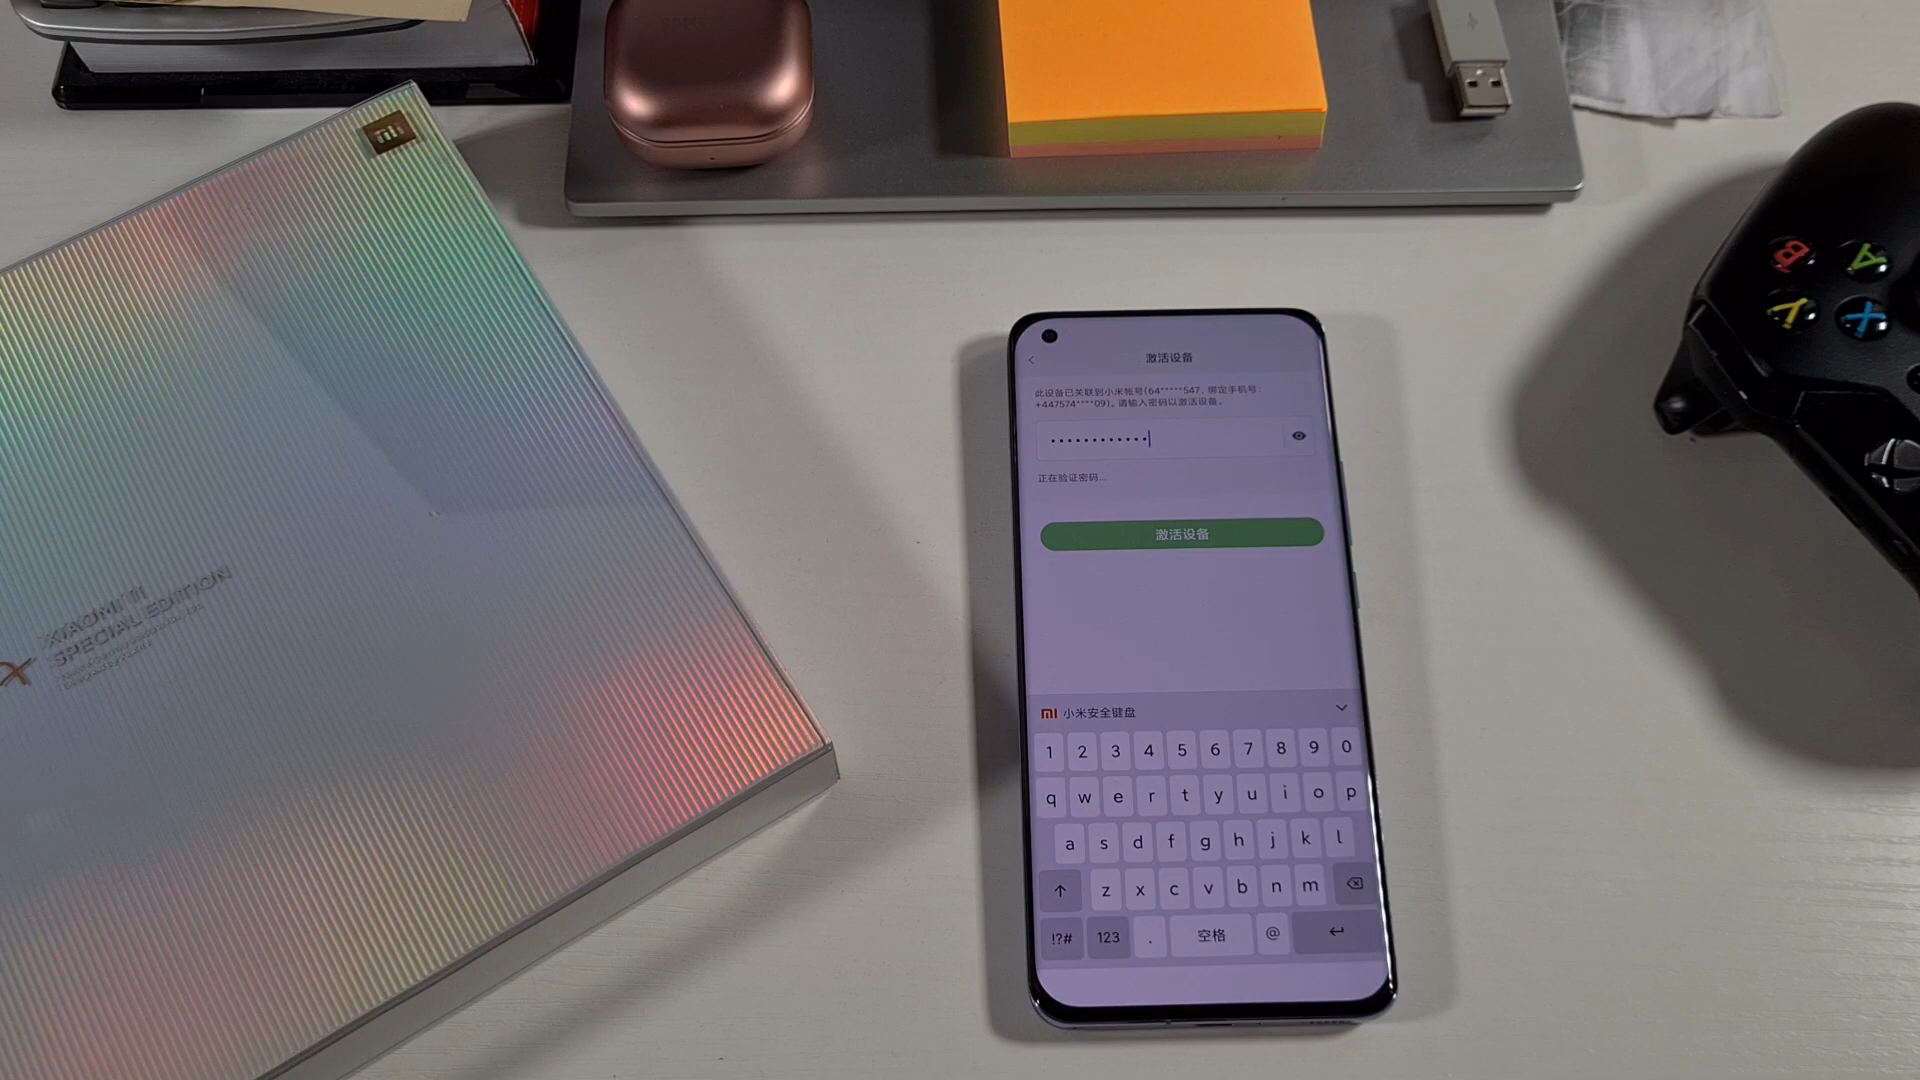 SAMSUNG
XIAOMI 11
SPECIAL EDITION
B
A
Y
X
激活设备
此设备已关联到小米帐号(64*****547, 绑定手机号:
+447574****09)。请输入密码以激活设备。
••••••••••••
正在验证密码...
激活设备
小米安全键盘
1 2 3 4 5 6 7 8 9 0
q w e r t y u i o p
a s d f g h j k l
z x c v b n m
!?# 123 . 空格 @